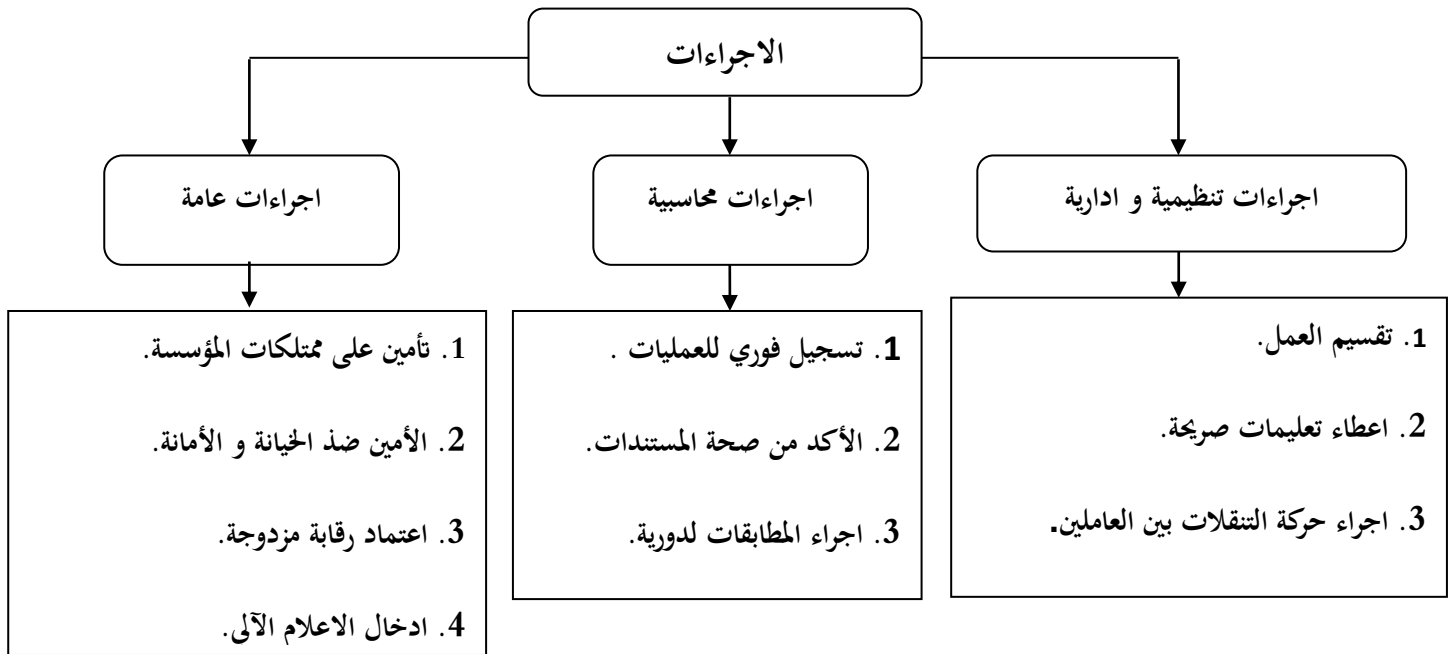 الاجراءات
اجراءات تنظيمية و ادارية
اجراءات محاسبية
اجراءات عامة
1. تقسيم العمل.
2. اعطاء تعليمات صريحة.
3. اجراء حركة التنقلات بين العاملين.
1. تسجيل فوري للعمليات .
2. الأكد من صحة المستندات.
3. اجراء المطابقات لدورية.
1. تأمين على ممتلكات المؤسسة.
2. الأمين ضذ الخيانة و الأمانة.
3. اعتماد رقابة مزدوجة.
4. ادخال الاعلام الآلى.